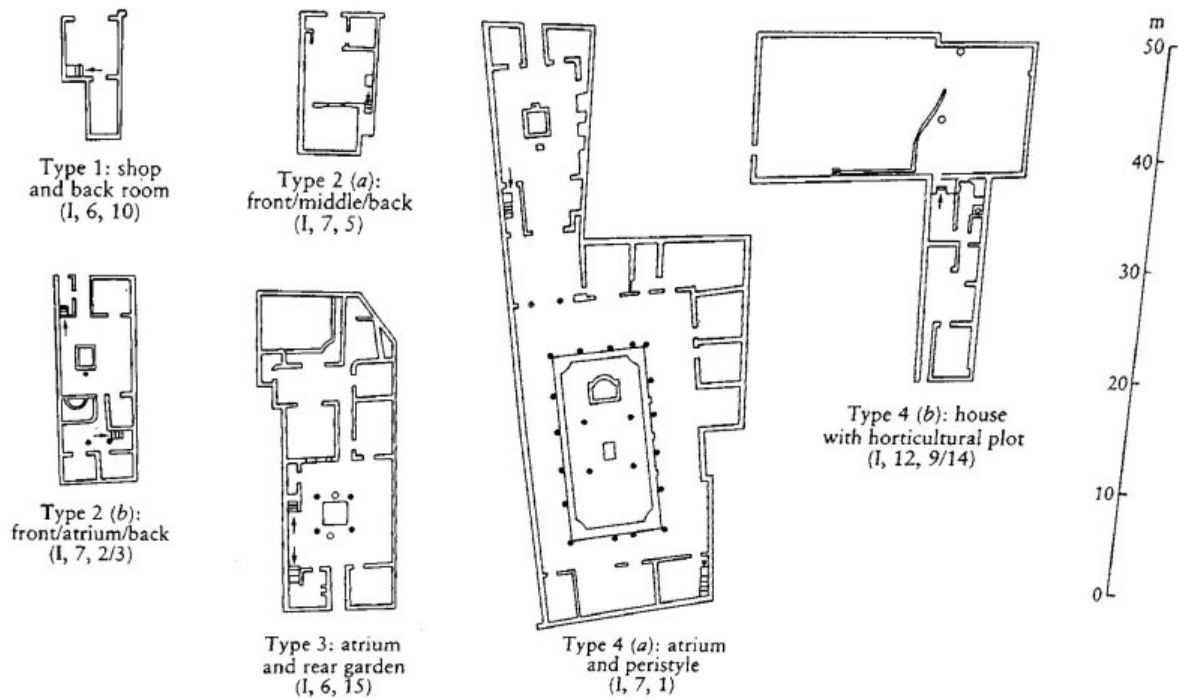 Type 1: shop
and back room
(I, 6, 10)
Type 2 (a):
front/middle/back
(I, 7, 5)
Type 2 (b):
front/atrium/back
(I, 7, 2/3)
Type 3: atrium
and rear garden
(I, 6, 15)
Type 4 (a): atrium
and peristyle
(I, 7, 1)
Type 4 (b): house
with horticultural plot
(I, 12, 9/14)
m
50
40
30
20
10
0